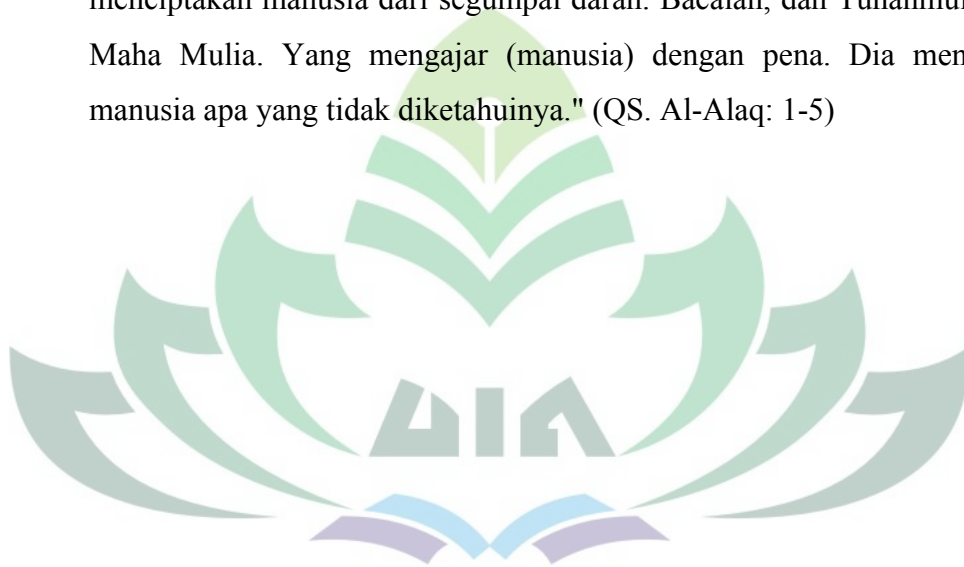 menciptakan manusia dari segumpal darah. Bacalah, dan Tuhanmu
Maha Mulia. Yang mengajar (manusia) dengan pena. Dia men
manusia apa yang tidak diketahuinya." (QS. Al-Alaq: 1-5)
UIN